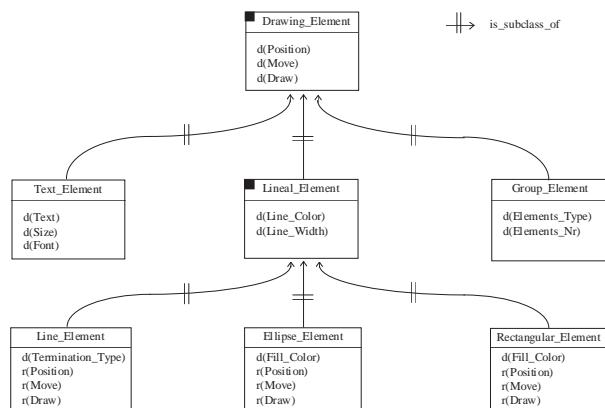 Drawing_Element
is_subclass_of
d(Position)
d(Move)
d(Draw)
Text_Element
d(Text)
d(Size)
d(Font)
Lineal_Element
d(Line_Color)
d(Line_Width)
Group_Element
d(Elements_Type)
d(Elements_Nr)
Line_Element
d(Termination_Type)
r(Position)
r(Move)
r(Draw)
Ellipse_Element
d(Fill_Color)
r(Position)
r(Move)
r(Draw)
Rectangular_Element
d(Fill_Color)
r(Position)
r(Move)
r(Draw)